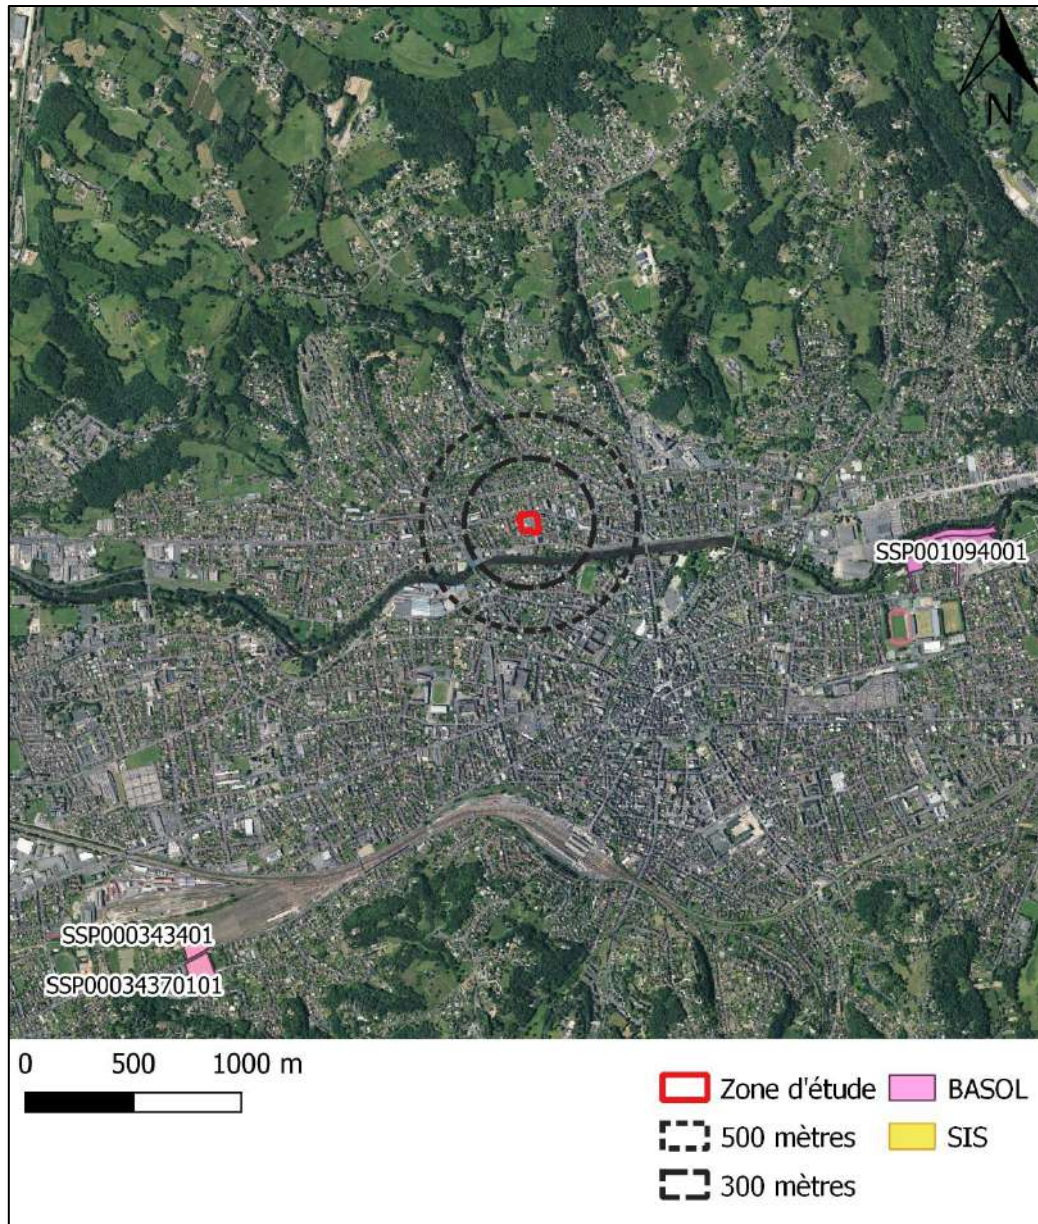 N
SSP001094001
SSP000343401
SSP00034370101
0 500 1000 m
Zone d'étude BASOL
500 mètres SIS
300 mètres